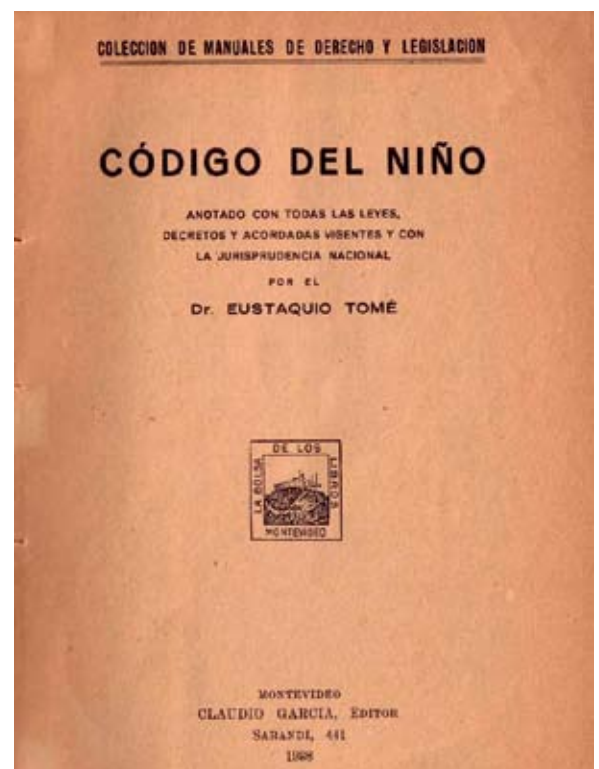 COLECCION DE MANUALES DE DERECHO Y LEGISLACION
CÓDIGO DEL NIÑO
ANOTADO CON TODAS LAS LEYES,
DECRETOS Y ACORDADAS VIGENTES Y CON
LA JURISPRUDENCIA NACIONAL
POR EL
Dr. EUSTAQUIO TOMÉ
DE LOS
LA BOLSA
LIBROS
MONTEVIDEO
MONTEVIDEO
CLAUDIO GARCIA, EDITOR
SARANDI, 441